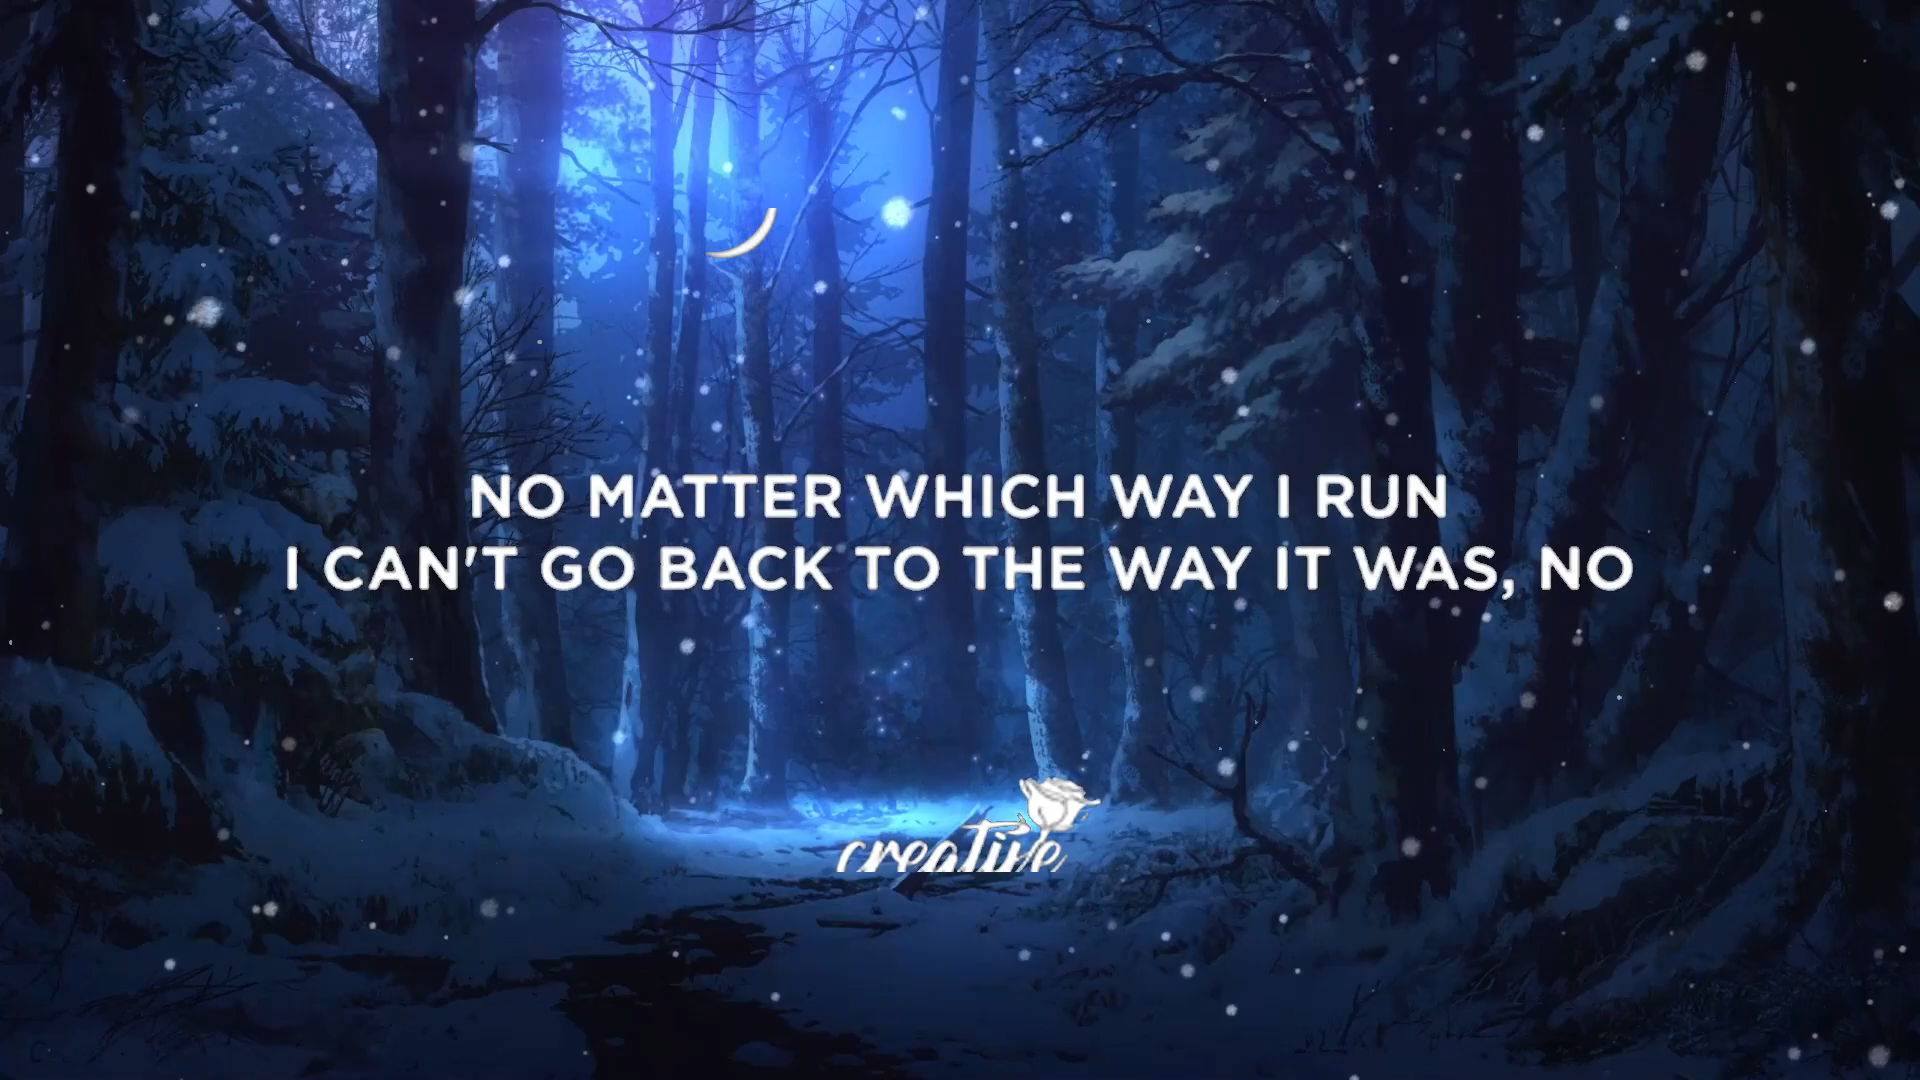 NO MATTER WHICH WAY I RUN
I CAN'T GO BACK TO THE WAY IT WAS, NO
creative